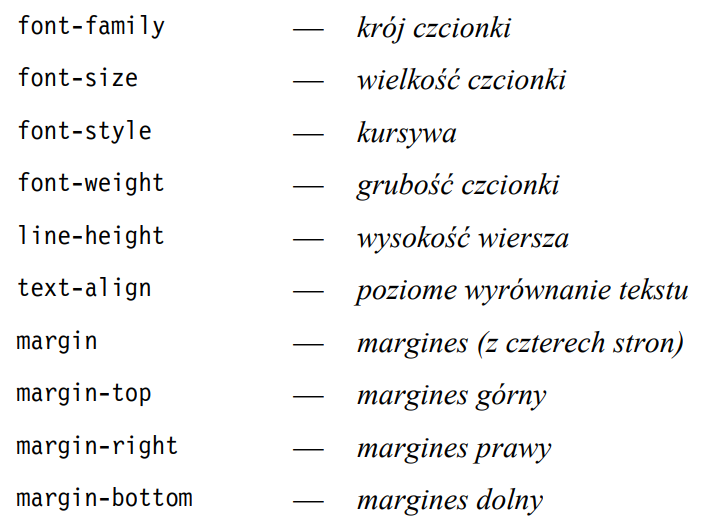 font-family — krój czcionki
font-size — wielkość czcionki
font-style — kursywa
font-weight — grubość czcionki
line-height — wysokość wiersza
text-align — poziome wyrównanie tekstu
margin — margines (z czterech stron)
margin-top — margines górny
margin-right — margines prawy
margin-bottom — margines dolny